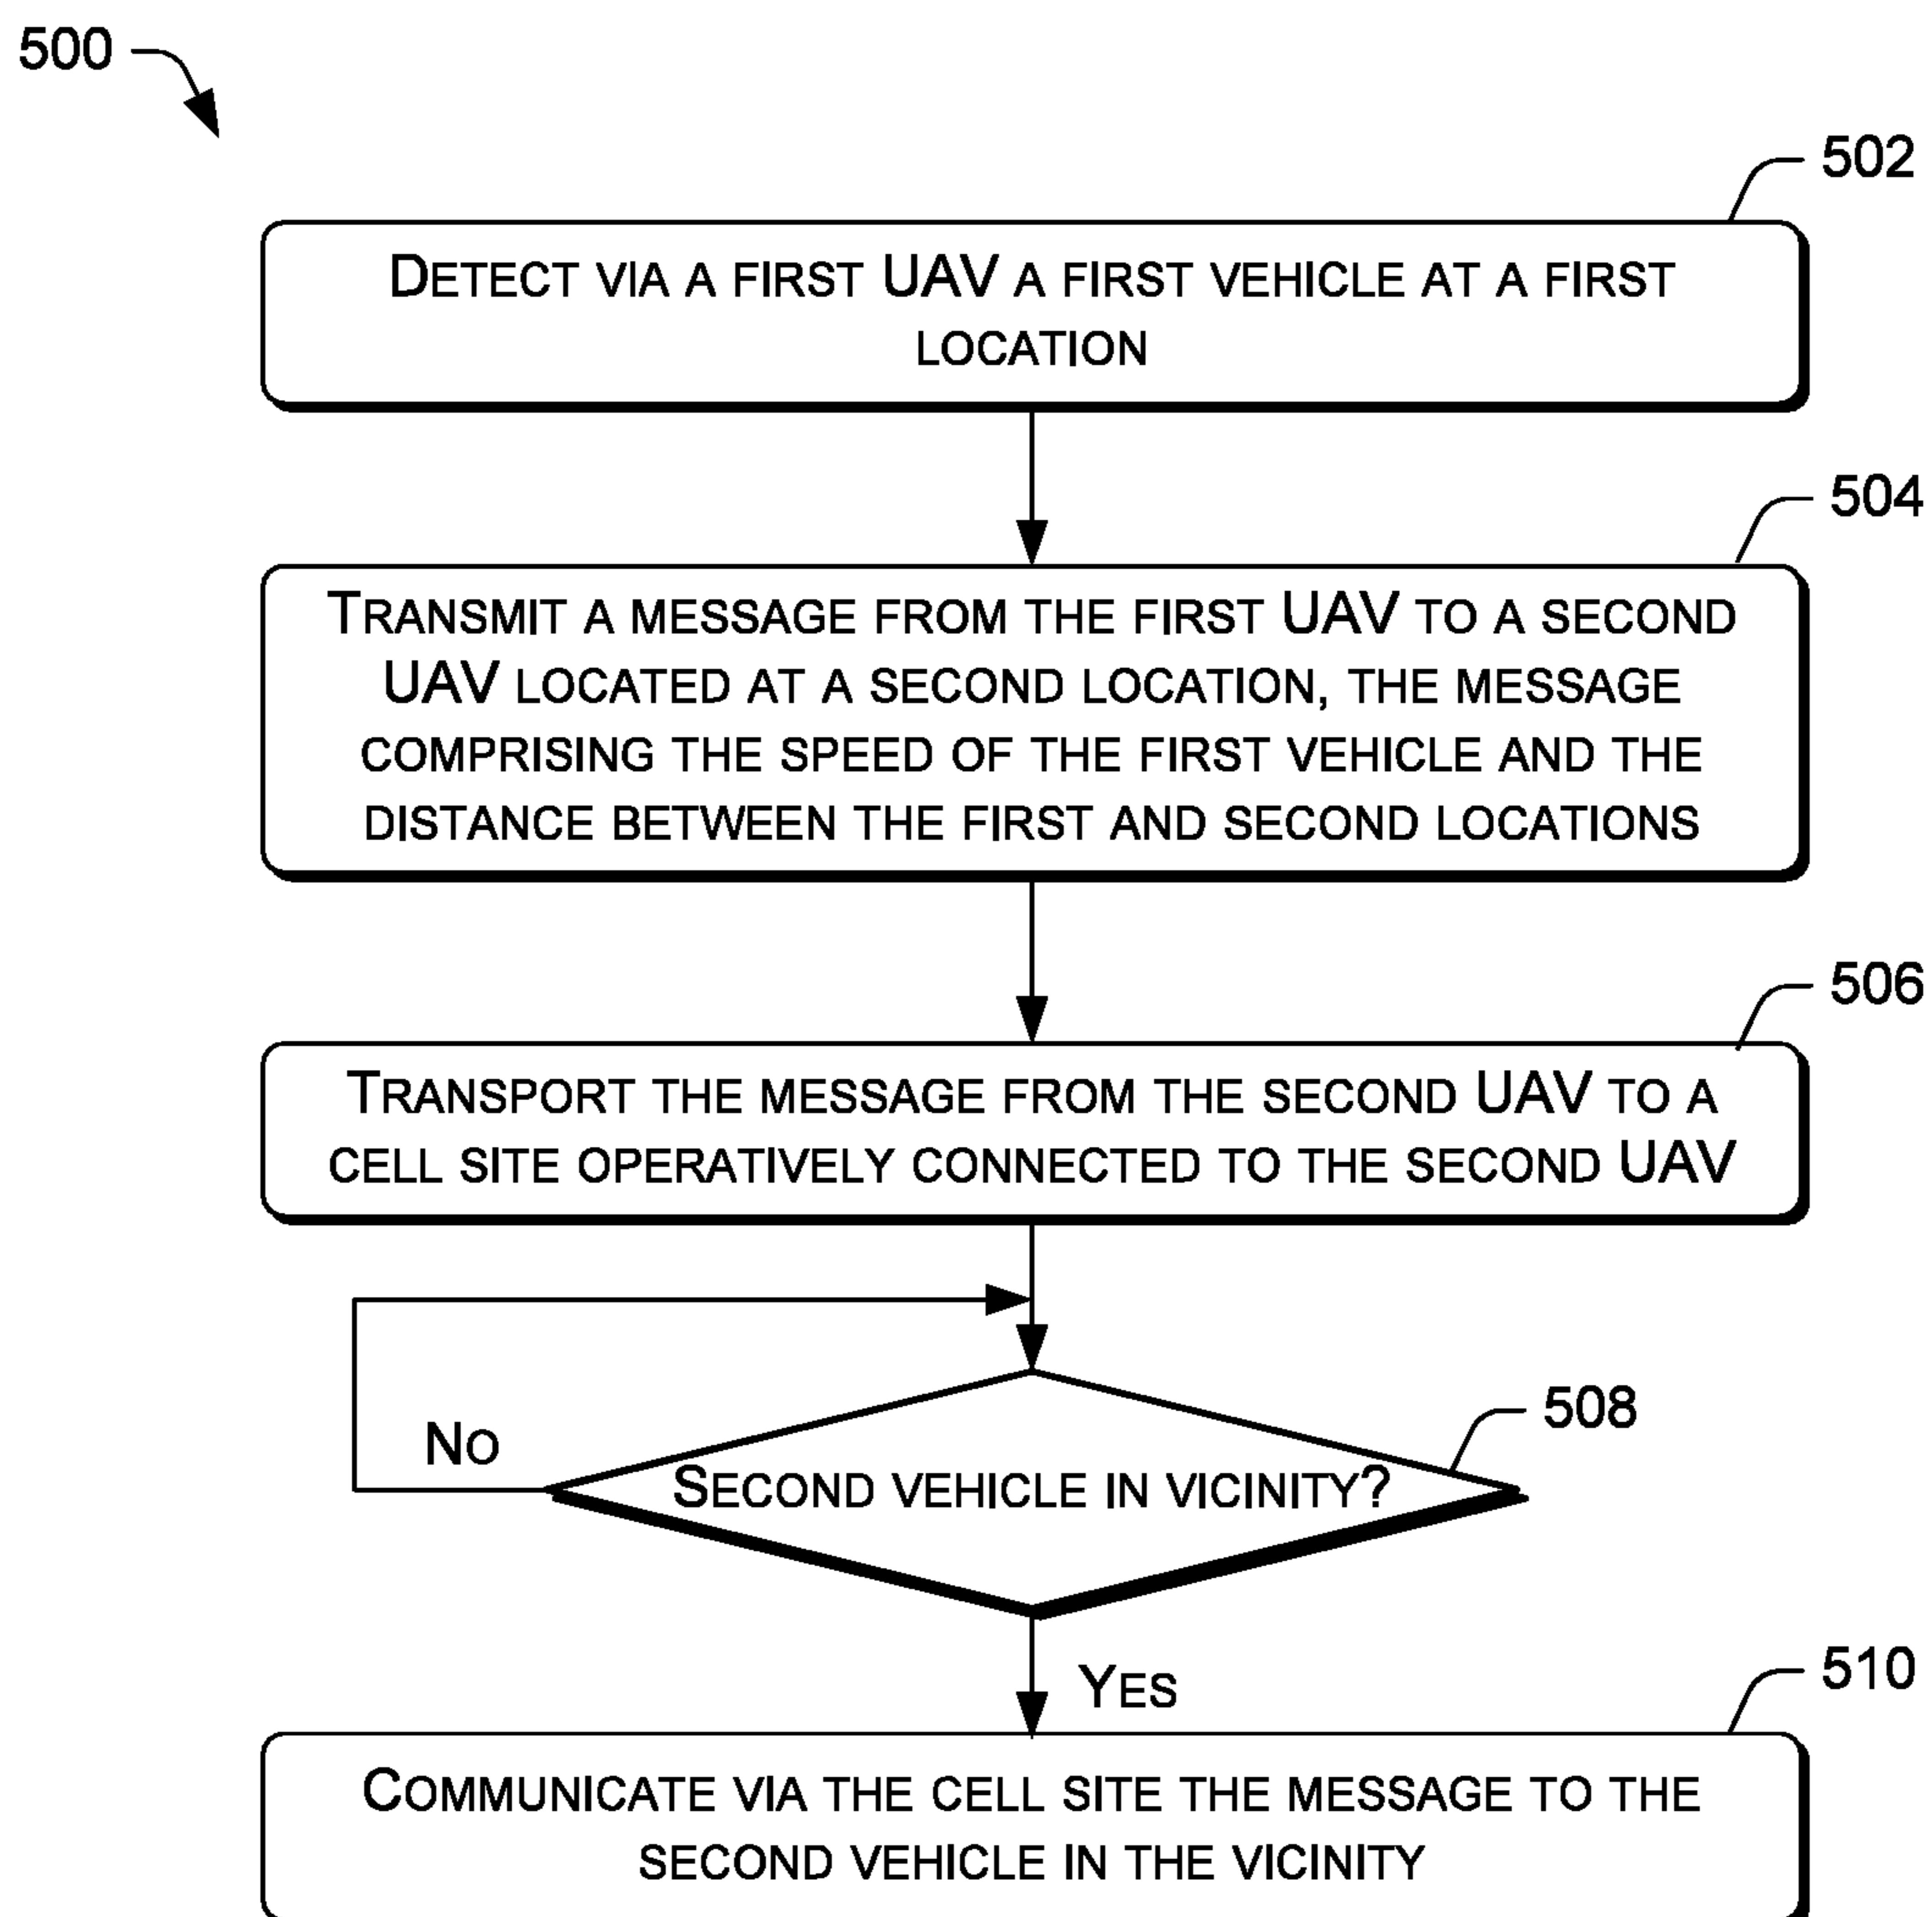 500
502
DETECT VIA A FIRST UAV A FIRST VEHICLE AT A FIRST
LOCATION
504
TRANSMIT A MESSAGE FROM THE FIRST UAV TO A SECOND
UAV LOCATED AT A SECOND LOCATION, THE MESSAGE
COMPRISING THE SPEED OF THE FIRST VEHICLE AND THE
DISTANCE BETWEEN THE FIRST AND SECOND LOCATIONS
506
TRANSPORT THE MESSAGE FROM THE SECOND UAV TO A
CELL SITE OPERATIVELY CONNECTED TO THE SECOND UAV
508
NO
SECOND VEHICLE IN VICINITY?
YES
510
COMMUNICATE VIA THE CELL SITE THE MESSAGE TO THE
SECOND VEHICLE IN THE VICINITY